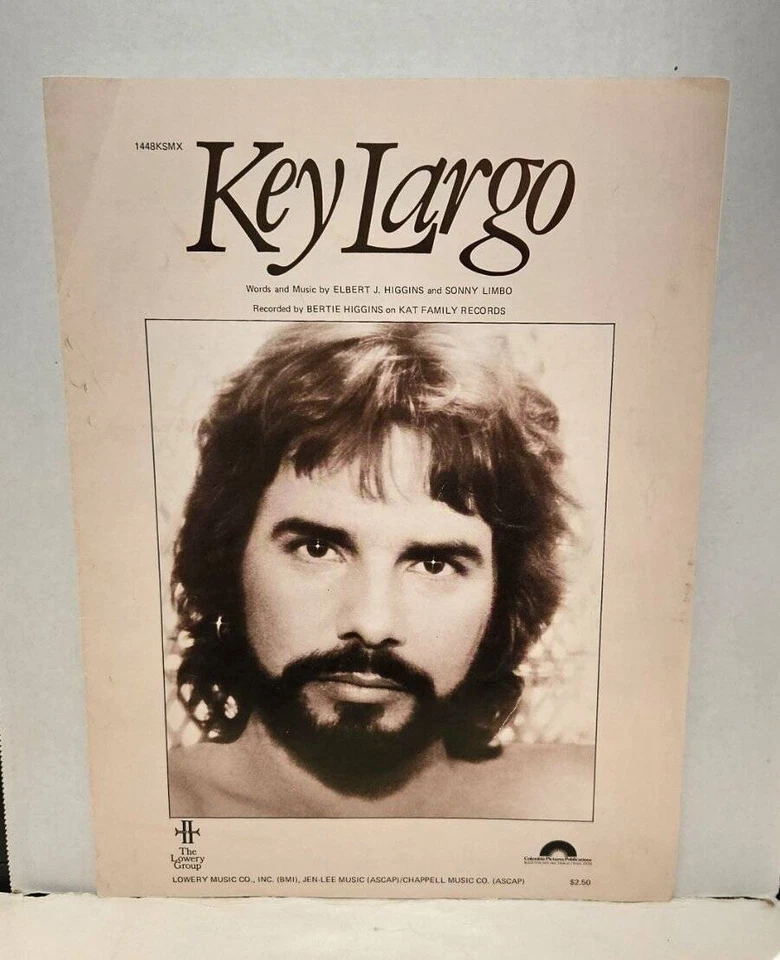 1448KSMX
Key Largo
Words and Music by ELBERT J. HIGGINS and SONNY LIMBO
Recorded by BERTIE HIGGINS on KAT FAMILY RECORDS
The
Lowery
Group
Columbia Pictures Publications
LOWERY MUSIC CO., INC. (BMI), JEN-LEE MUSIC (ASCAP)/CHAPPELL MUSIC CO. (ASCAP)
$2.50